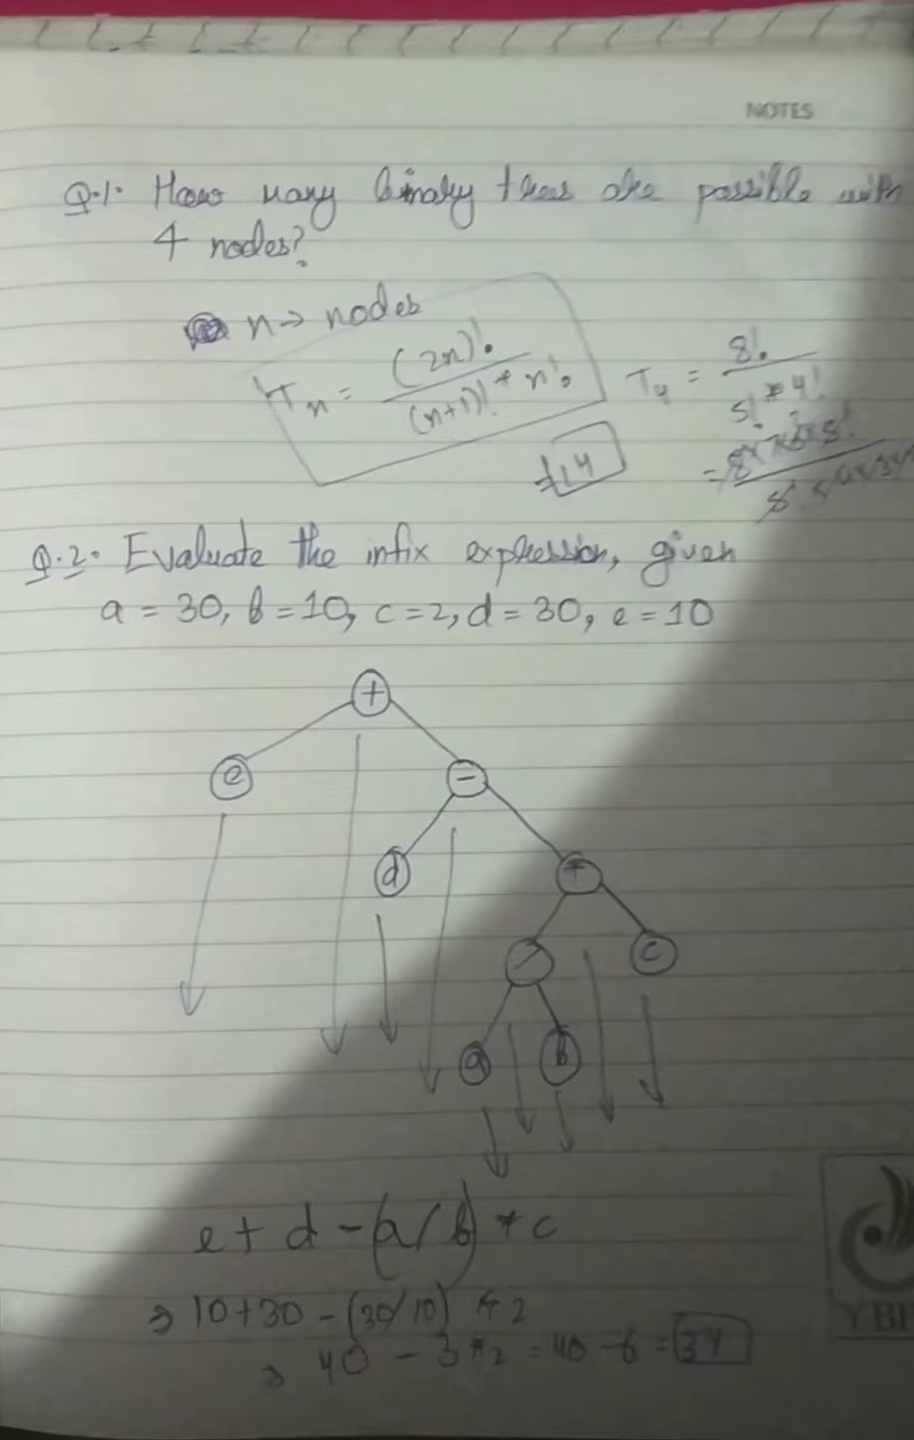 NOTES
Q.1. How many binary trees are possible with
4 nodes?
n → nodes
Tn = (2n)! / (n+1)! * n!
T4 = 8! / 5! * 4!
14
Q.2. Evaluate the infix expression, given
a = 30, b = 10, c = 2, d = 30, e = 10
+
e -
d *
/ c
a b
e + d - (a / b) * c
⇒ 10 + 30 - (30/10) * 2
⇒ 40 - 3 * 2 = 40 - 6 = 34